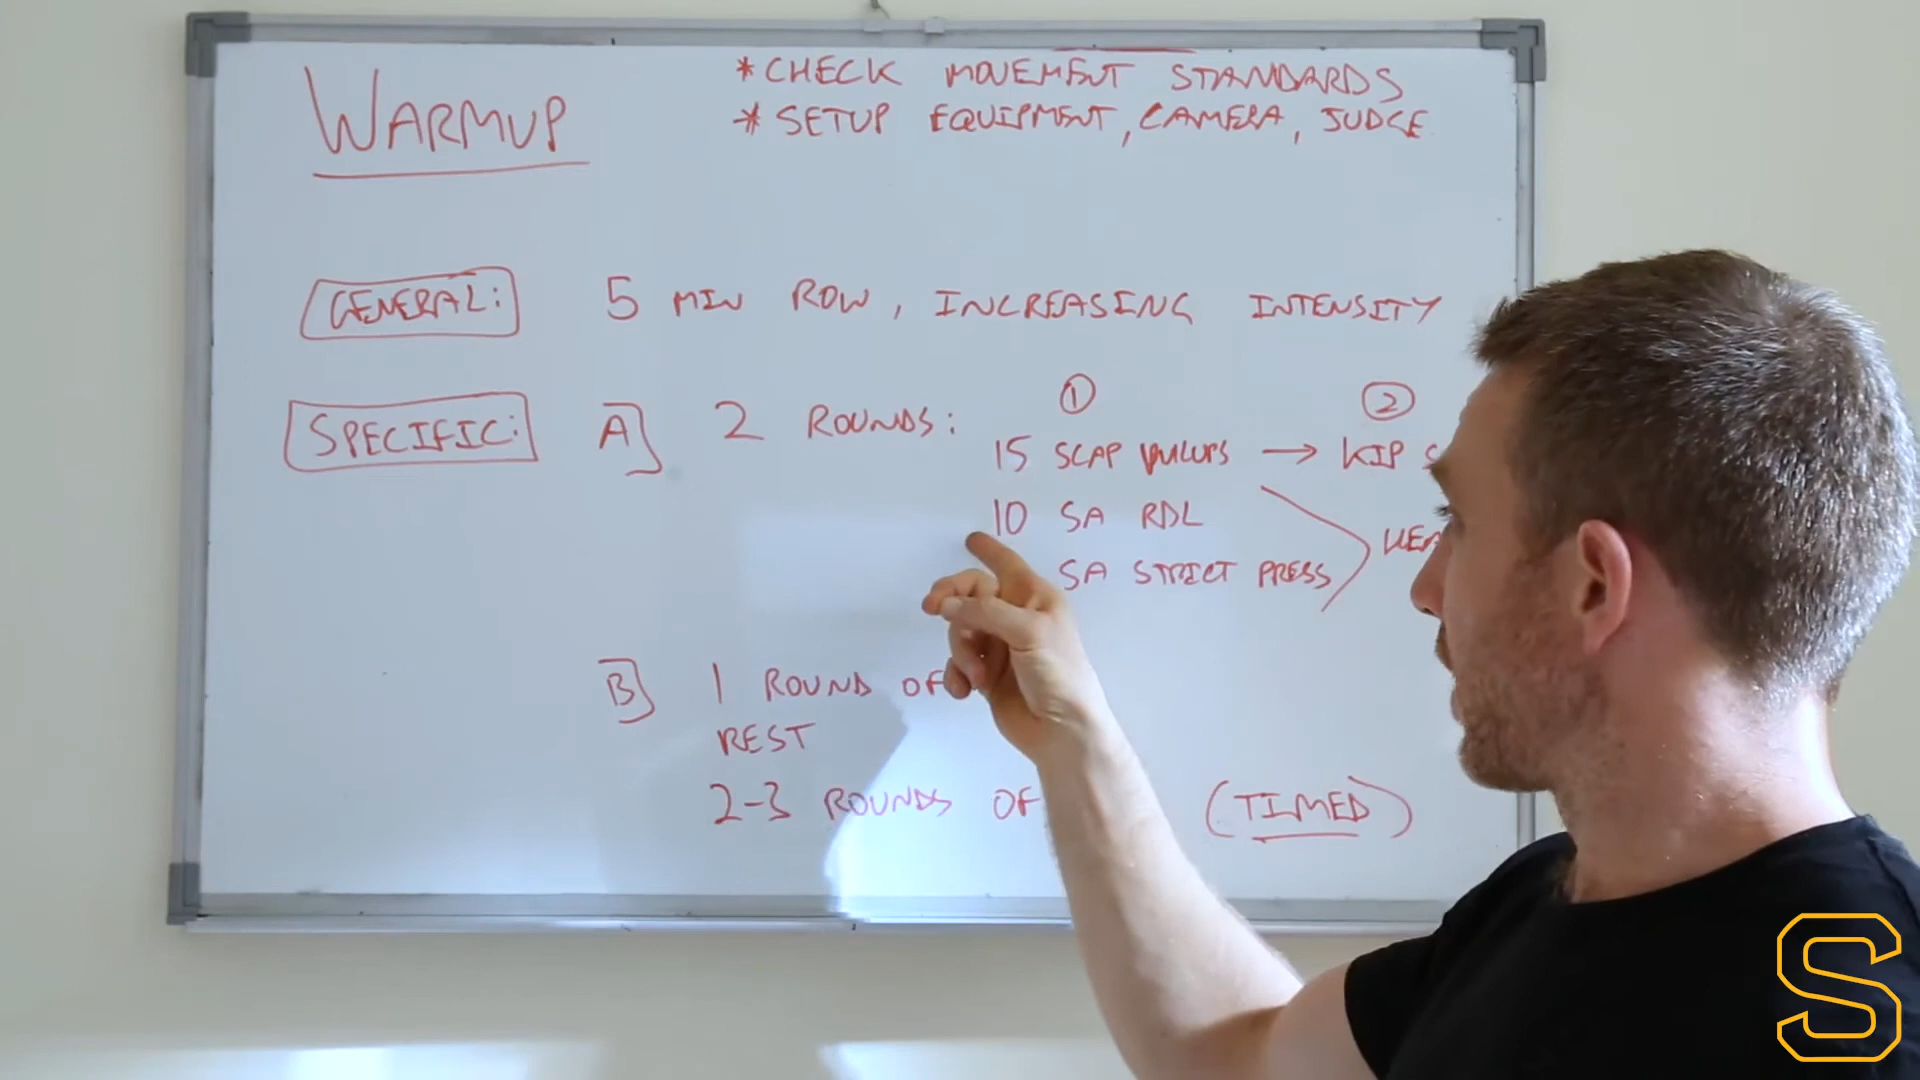 WARMUP
* CHECK MOVEMENT STANDARDS
* SETUP EQUIPMENT, CAMERA, JUDGE
GENERAL: 5 MIN ROW, INCREASING INTENSITY
SPECIFIC: A] 2 ROUNDS:
① ②
15 SCAP PULLUPS → KIP
10 SA RDL
SA STRICT PRESS
B] 1 ROUND OF
REST
2-3 ROUNDS OF (TIMED)
S